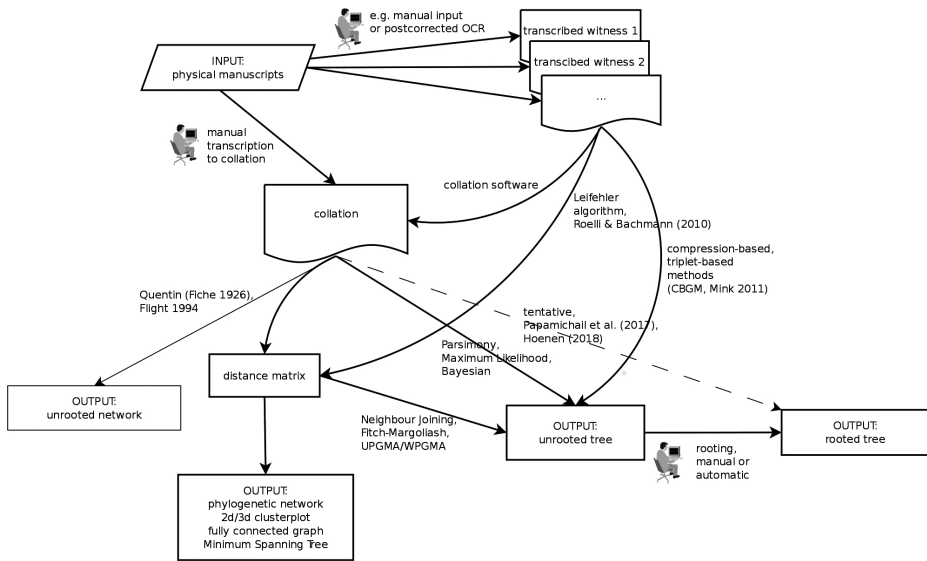 e.g. manual input
or postcorrected OCR
transcribed witness 1
INPUT:
physical manuscripts
transcibed witness 2
...
manual
transcription
to collation
collation software
collation
Leifehler
algorithm,
Roelli & Bachmann (2010)
compression-based,
triplet-based
methods
(CBGM, Mink 2011)
Quentin (Fiche 1926),
Flight 1994
tentative,
Papamichail et al. (2017),
Hoenen (2018)
Parsimony,
Maximum Likelihood,
Bayesian
distance matrix
OUTPUT:
unrooted network
Neighbour Joining,
Fitch-Margoliash,
UPGMA/WPGMA
OUTPUT:
unrooted tree
OUTPUT:
rooted tree
rooting,
manual or
automatic
OUTPUT:
phylogenetic network
2d/3d clusterplot
fully connected graph
Minimum Spanning Tree